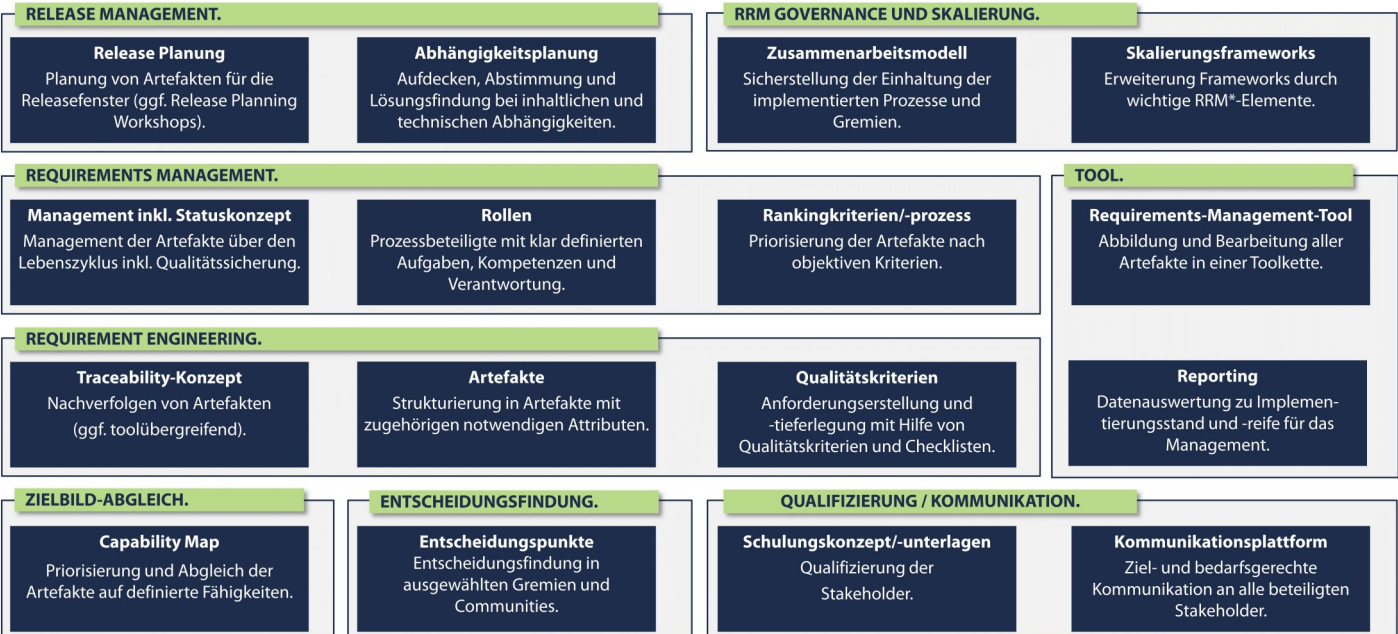 RELEASE MANAGEMENT.
Release Planung
Planung von Artefakten für die
Releasefenster (ggf. Release Planning
Workshops).
Abhängigkeitsplanung
Aufdecken, Abstimmung und
Lösungsfindung bei inhaltlichen und
technischen Abhängigkeiten.
RRM GOVERNANCE UND SKALIERUNG.
Zusammenarbeitsmodell
Sicherstellung der Einhaltung der
implementierten Prozesse und
Gremien.
Skalierungsframeworks
Erweiterung Frameworks durch
wichtige RRM*-Elemente.
REQUIREMENTS MANAGEMENT.
Management inkl. Statuskonzept
Management der Artefakte über den
Lebenszyklus inkl. Qualitätssicherung.
Rollen
Prozessbeteiligte mit klar definierten
Aufgaben, Kompetenzen und
Verantwortung.
Rankingkriterien/-prozess
Priorisierung der Artefakte nach
objektiven Kriterien.
TOOL.
Requirements-Management-Tool
Abbildung und Bearbeitung aller
Artefakte in einer Toolkette.
Reporting
Datenauswertung zu Implemen-
tierungsstand und -reife für das
Management.
REQUIREMENT ENGINEERING.
Traceability-Konzept
Nachverfolgen von Artefakten
(ggf. toolübergreifend).
Artefakte
Strukturierung in Artefakte mit
zugehörigen notwendigen Attributen.
Qualitätskriterien
Anforderungserstellung und
-tieferlegung mit Hilfe von
Qualitätskriterien und Checklisten.
ZIELBILD-ABGLEICH.
Capability Map
Priorisierung und Abgleich der
Artefakte auf definierte Fähigkeiten.
ENTSCHEIDUNGSFINDUNG.
Entscheidungspunkte
Entscheidungsfindung in
ausgewählten Gremien und
Communities.
QUALIFIZIERUNG / KOMMUNIKATION.
Schulungskonzept/-unterlagen
Qualifizierung der
Stakeholder.
Kommunikationsplattform
Ziel- und bedarfsgerechte
Kommunikation an alle beteiligten
Stakeholder.